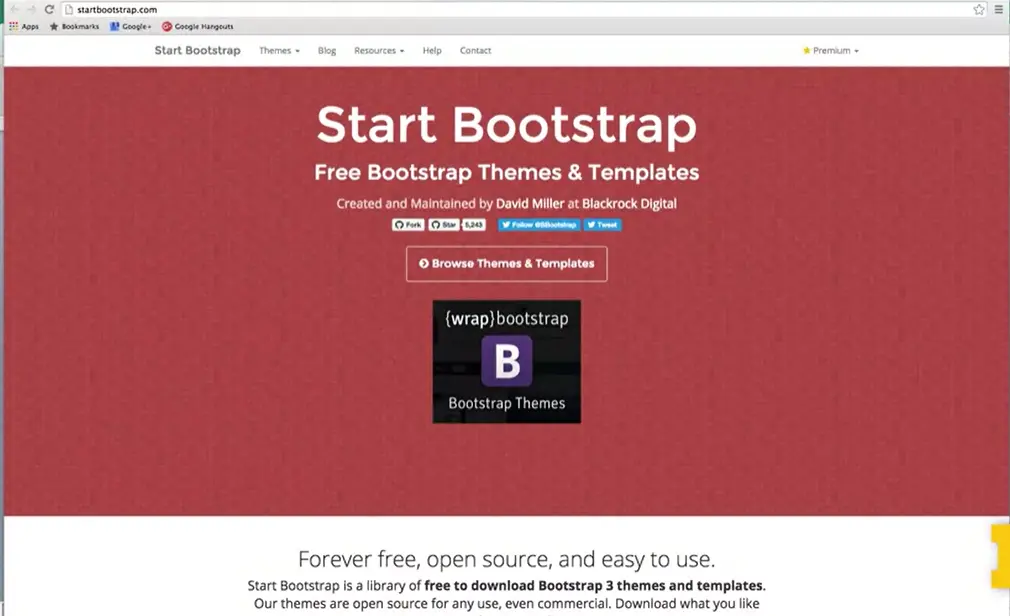 startbootstrap.com
Apps Bookmarks Google+ Google Hangouts
Start Bootstrap Themes Blog Resources Help Contact Premium
Start Bootstrap
Free Bootstrap Themes & Templates
Created and Maintained by David Miller at Blackrock Digital
Fork Star 5,243 Follow @SBootstrap Tweet
Browse Themes & Templates
{wrap}bootstrap
B
Bootstrap Themes
Forever free, open source, and easy to use.
Start Bootstrap is a library of free to download Bootstrap 3 themes and templates.
Our themes are open source for any use, even commercial. Download what you like